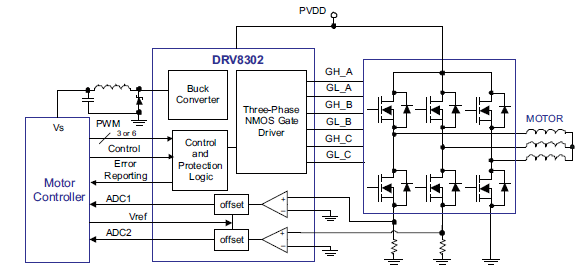 PVDD
DRV8302
Buck
Converter
Three-Phase
NMOS Gate
Driver
GH_A
GL_A
GH_B
GL_B
GH_C
GL_C
MOTOR
Vs
PWM
3 or 6
Control
Error
Reporting
Control
and
Protection
Logic
Motor
Controller
ADC1
Vref
ADC2
offset
offset
+
−
+
−